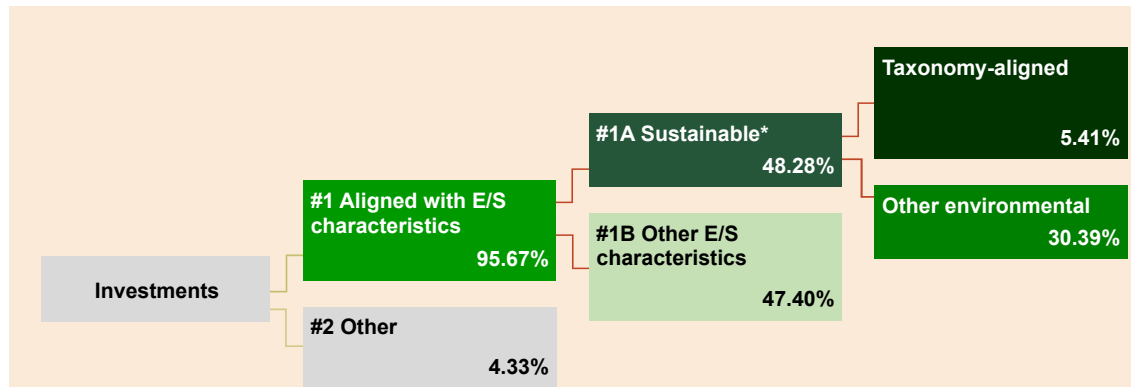 Investments
#1 Aligned with E/S
characteristics
95.67%
#2 Other
4.33%
#1A Sustainable*
48.28%
#1B Other E/S
characteristics
47.40%
Taxonomy-aligned
5.41%
Other environmental
30.39%